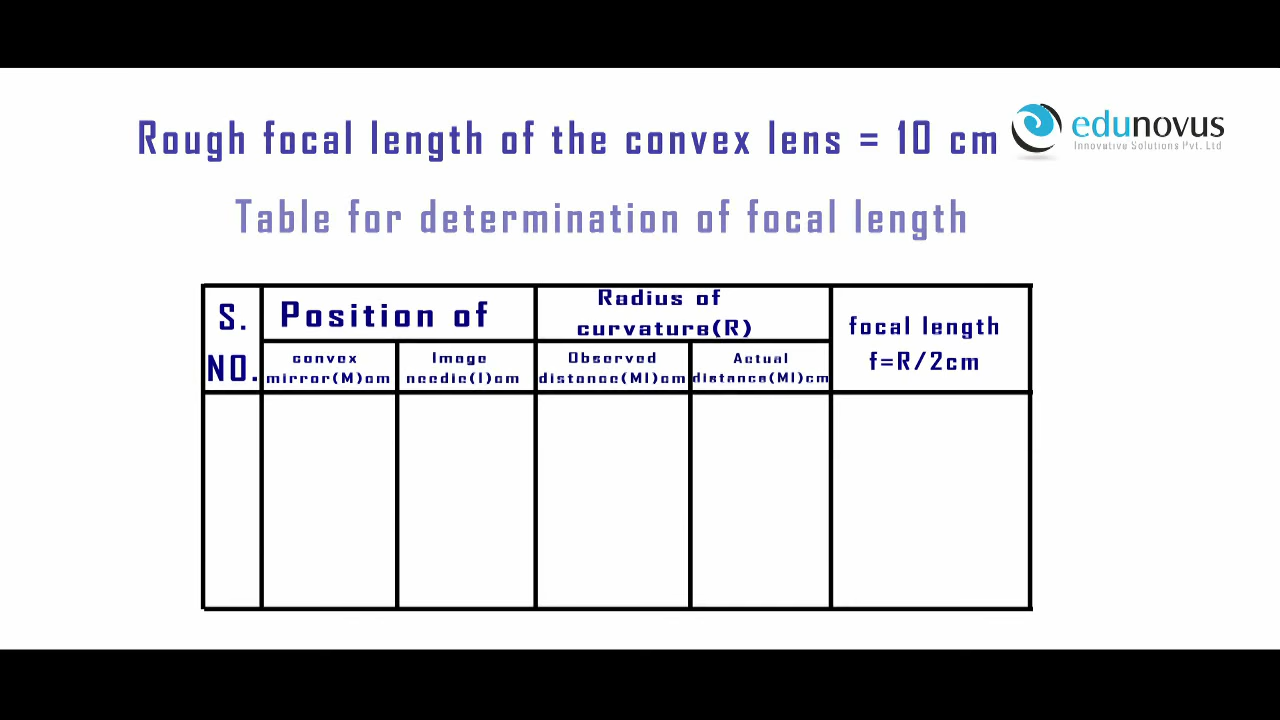 Rough focal length of the convex lens = 10 cm
edunovus
Innovative Solutions Pvt. Ltd
Table for determination of focal length
S.
NO.
Position of
Radius of
curvature(R)
focal length
f=R/2cm
convex
mirror(M)cm
Image
needle(I)cm
Observed
distance(MI)cm
Actual
distance(MI)cm